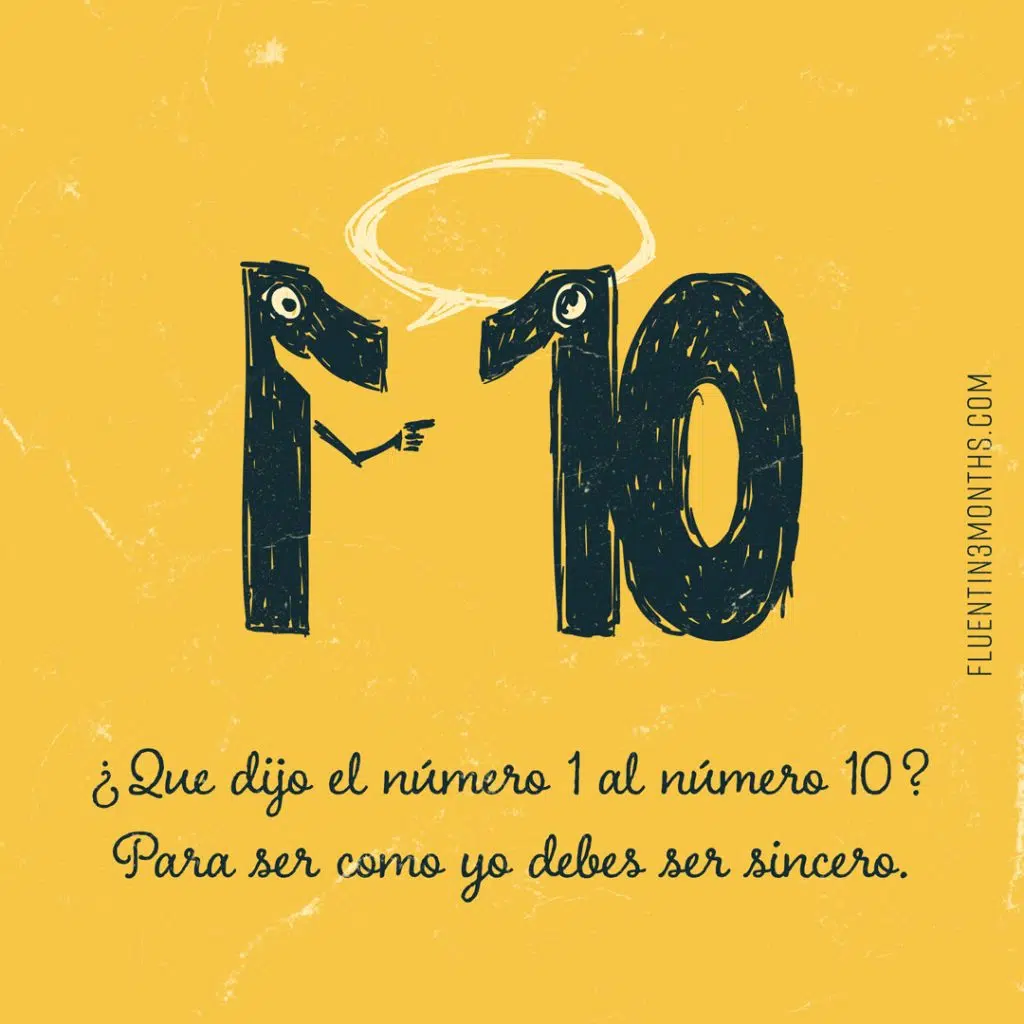 ¿Que dijo el número 1 al número 10?
Para ser como yo debes ser sincero.
FLUENTIN3MONTHS.COM